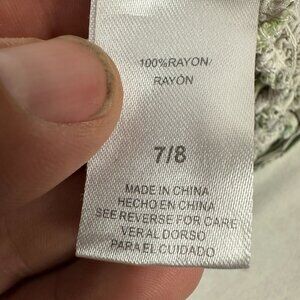 100%RAYON/
RAYÓN
7/8
MADE IN CHINA
HECHO EN CHINA
SEE REVERSE FOR CARE
VER AL DORSO
PARA EL CUIDADO